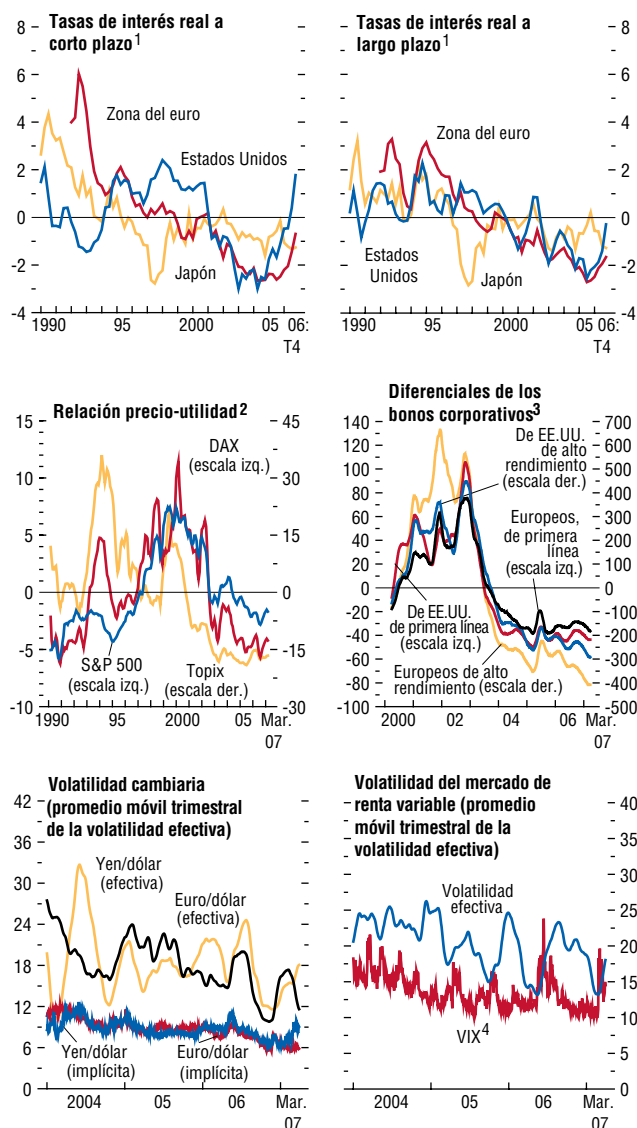 Tasas de interés real a
corto plazo1
8
6
4
2
0
-2
-4
Zona del euro
Estados Unidos
Japón
1990 95 2000 05 06:
T4
Tasas de interés real a
largo plazo1
8
6
4
2
0
-2
-4
Zona del euro
Estados
Unidos
Japón
1990 95 2000 05 06:
T4
Relación precio-utilidad2
15
10
5
0
-5
-10
45
30
15
0
-15
-30
DAX
(escala izq.)
S&P 500
(escala izq.)
Topix
(escala der.)
1990 95 2000 05 Mar.
07
Diferenciales de los
bonos corporativos3
140
120
100
80
60
40
20
0
-20
-40
-60
-80
-100
700
600
500
400
300
200
100
0
-100
-200
-300
-400
-500
De EE.UU.
de alto
rendimiento
(escala der.)
Europeos,
de primera
línea
(escala izq.)
De EE.UU.
de primera línea
(escala izq.)
Europeos de alto
rendimiento (escala der.)
2000 02 04 06 Mar.
07
Volatilidad cambiaria
(promedio móvil trimestral
de la volatilidad efectiva)
42
36
30
24
18
12
6
0
Yen/dólar
(efectiva)
Euro/dólar
(efectiva)
Yen/dólar
(implícita)
Euro/dólar
(implícita)
2004 05 06 Mar.
07
Volatilidad del mercado de
renta variable (promedio
móvil trimestral de la
volatilidad efectiva)
40
35
30
25
20
15
10
5
0
Volatilidad
efectiva
VIX4
2004 05 06 Mar.
07